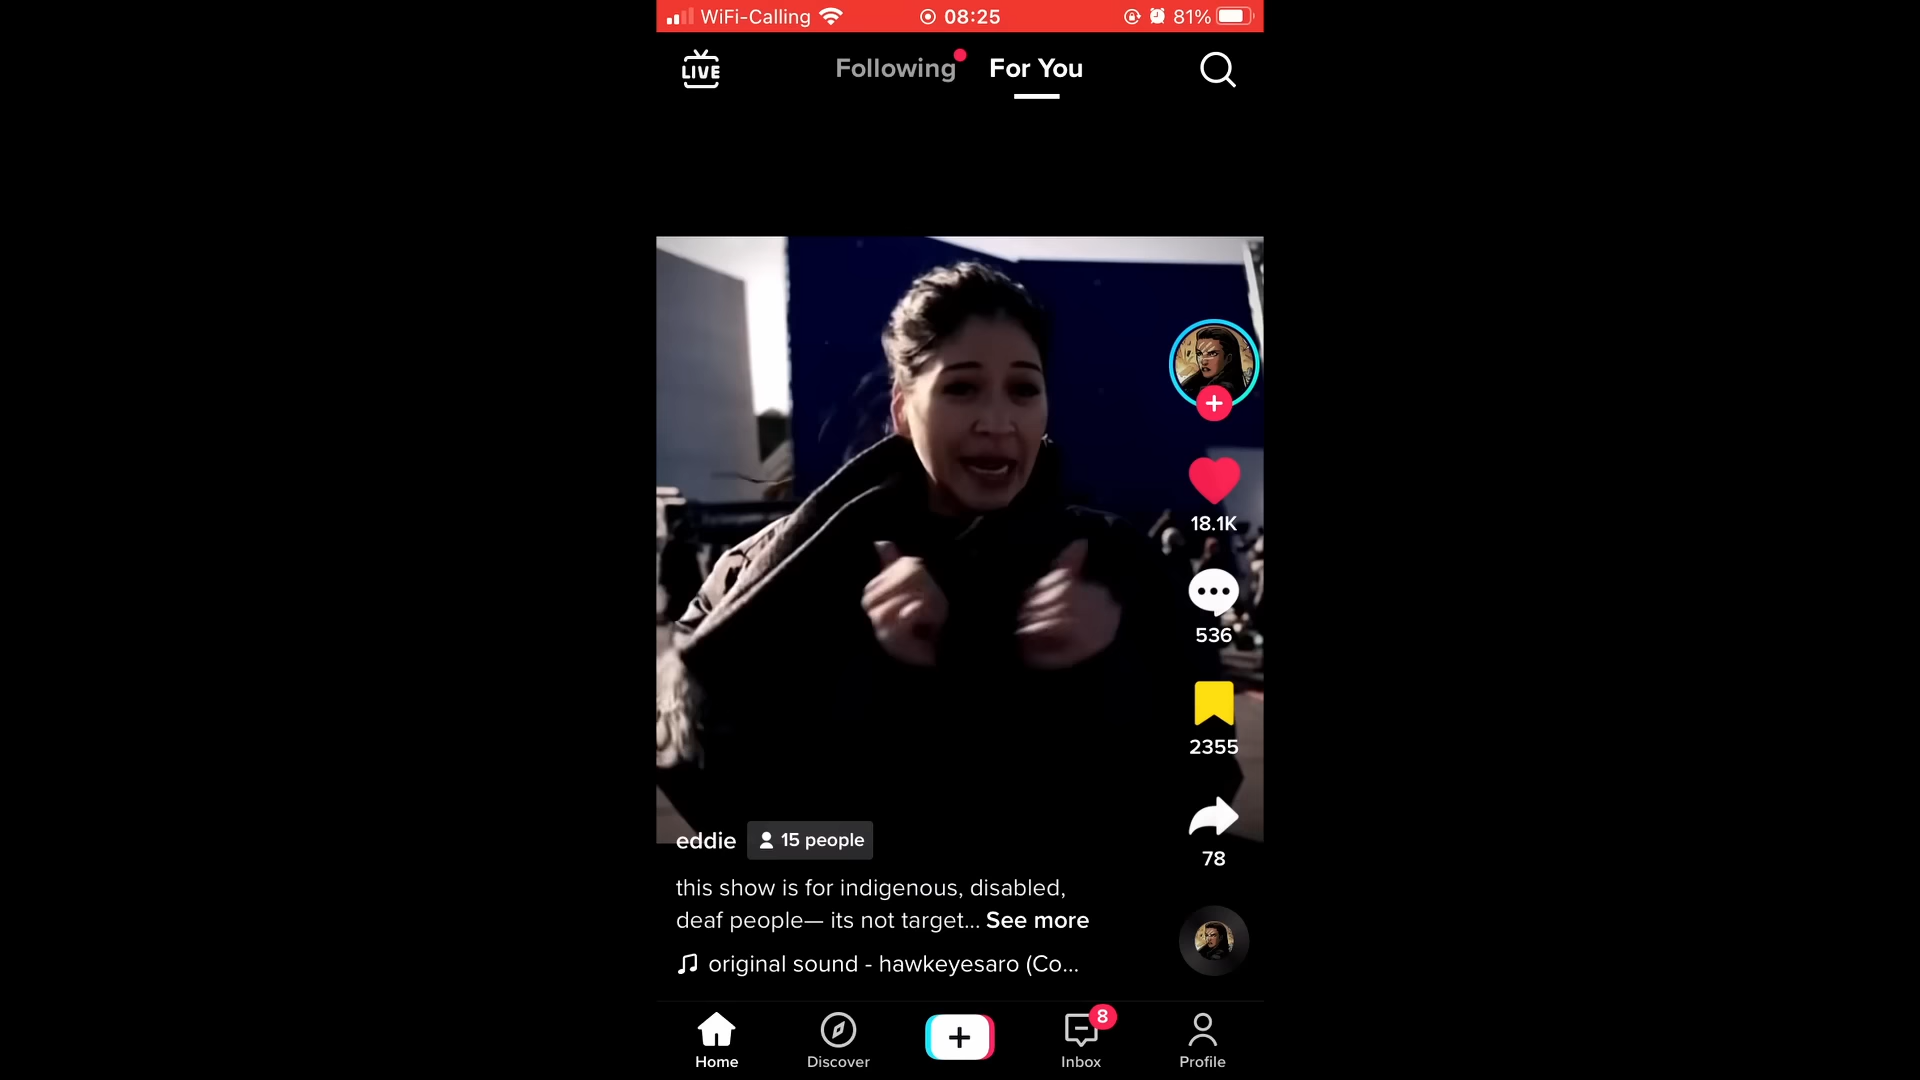 WiFi-Calling 08:25 81%
LIVE Following For You
18.1K
536
2355
78
eddie 15 people
this show is for indigenous, disabled,
deaf people— its not target... See more
original sound - hawkeyesaro (Co...
8
Home Discover Inbox Profile